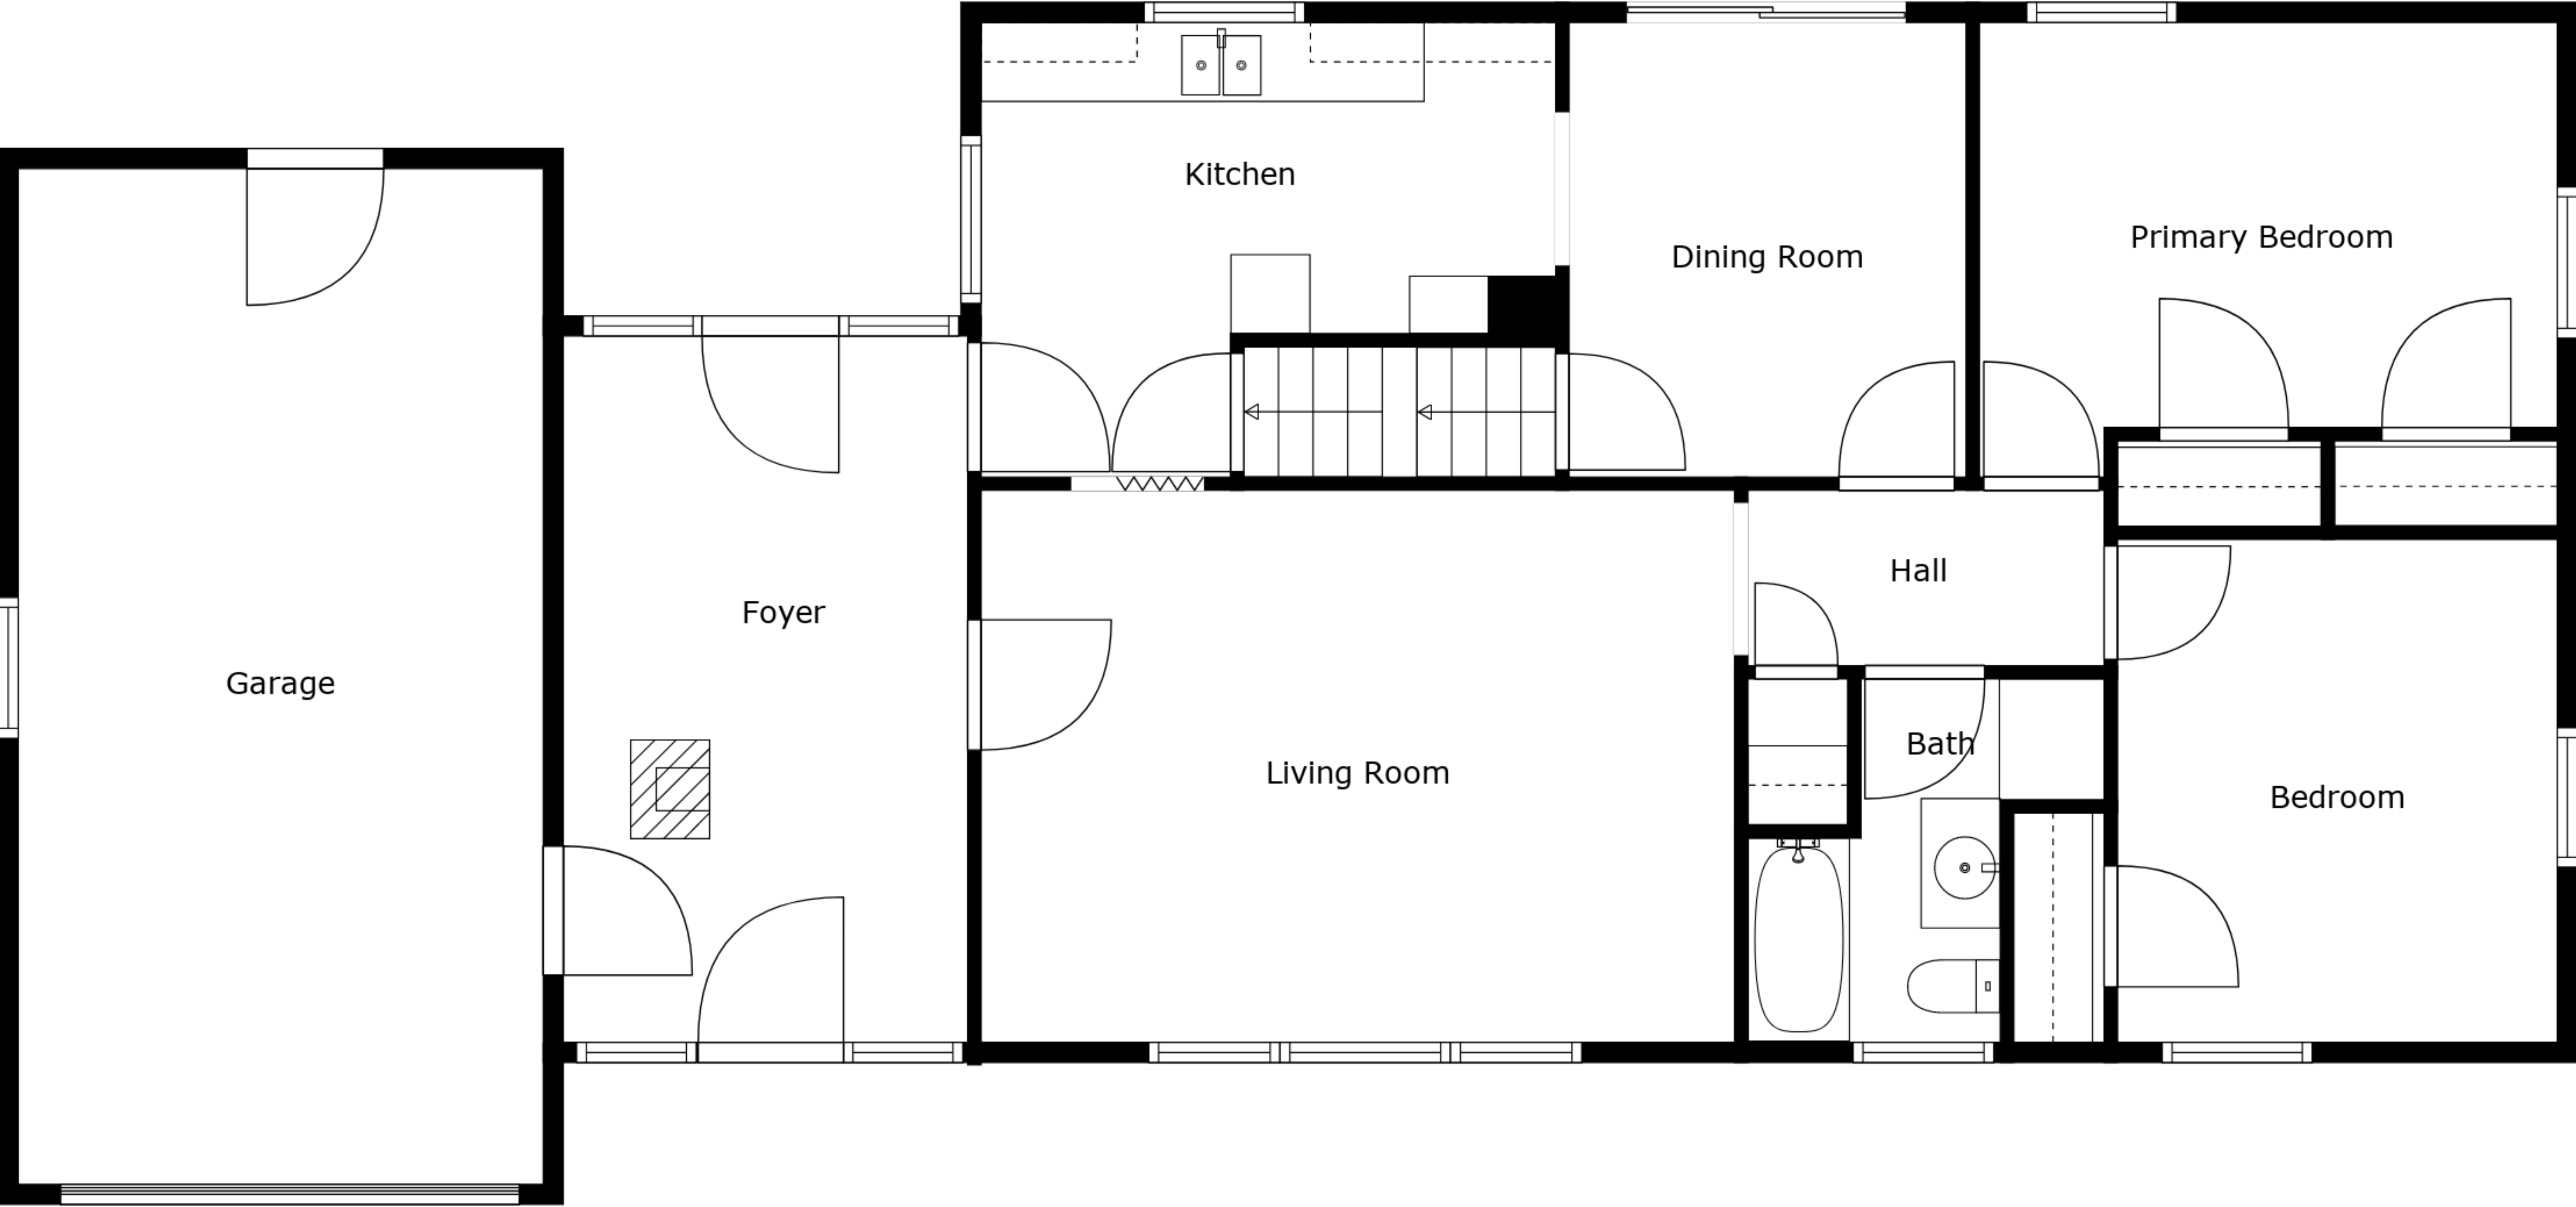 Kitchen
Dining Room
Primary Bedroom
Hall
Foyer
Garage
Bath
Living Room
Bedroom